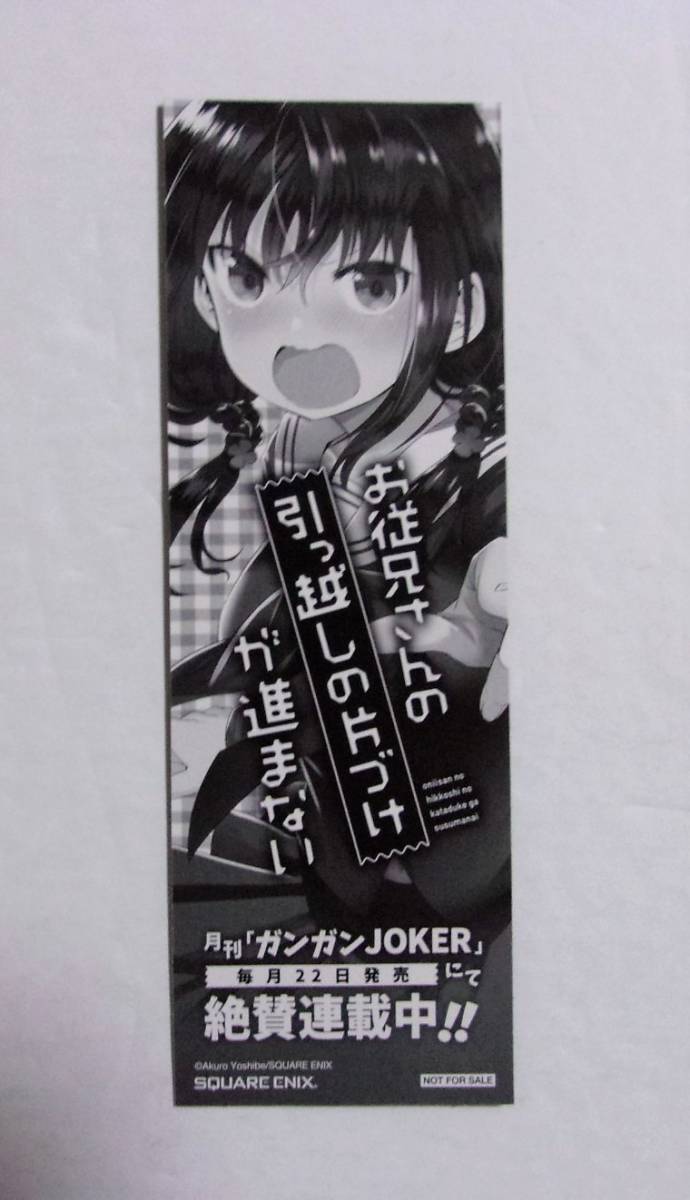 お従兄さんの
引っ越しの片づけ
が進まない
oniisan no
hikkoshi no
kataduke ga
susumanai
月刊「ガンガンJOKER」
毎月22日発売 にて
絶賛連載中!!
©Akuro Yoshibe/SQUARE ENIX
SQUARE ENIX.
NOT FOR SALE